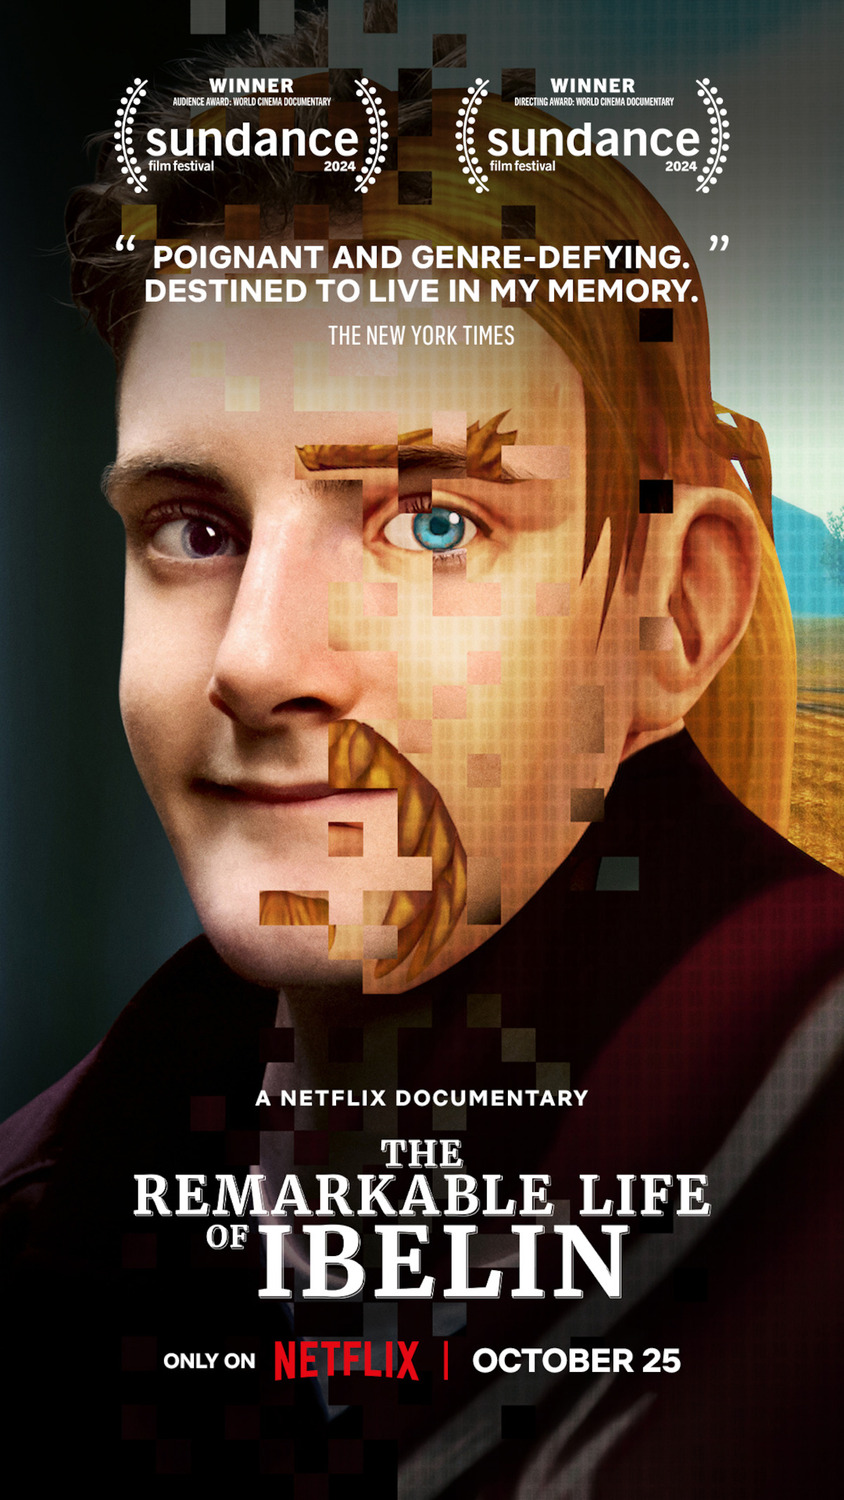 WINNER
AUDIENCE AWARD: WORLD CINEMA DOCUMENTARY
sundance
film festival 2024
WINNER
DIRECTING AWARD: WORLD CINEMA DOCUMENTARY
sundance
film festival 2024
“ POIGNANT AND GENRE-DEFYING. ”
DESTINED TO LIVE IN MY MEMORY.
THE NEW YORK TIMES
A NETFLIX DOCUMENTARY
THE
REMARKABLE LIFE
OF IBELIN
ONLY ON NETFLIX | OCTOBER 25